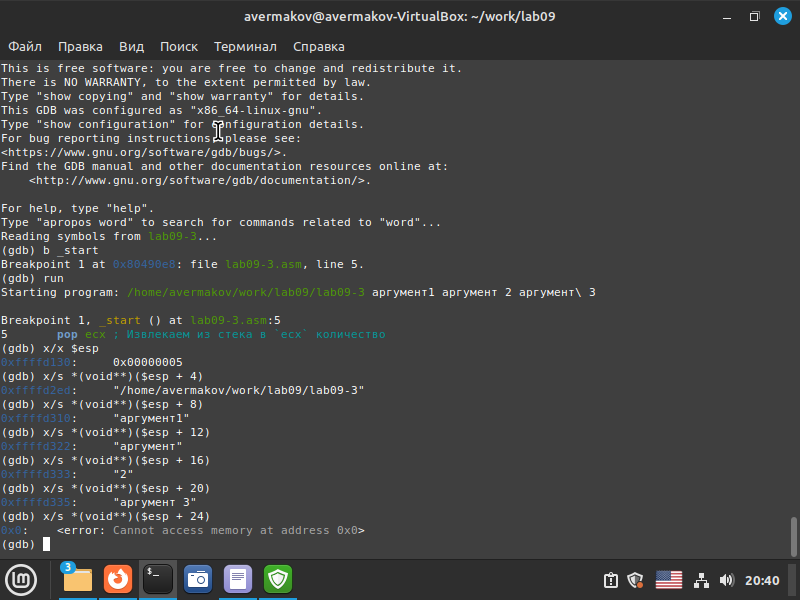 avermakov@avermakov-VirtualBox: ~/work/lab09
Файл Правка Вид Поиск Терминал Справка
This is free software: you are free to change and redistribute it.
There is NO WARRANTY, to the extent permitted by law.
Type "show copying" and "show warranty" for details.
This GDB was configured as "x86_64-linux-gnu".
Type "show configuration" for configuration details.
For bug reporting instructions, please see:
<https://www.gnu.org/software/gdb/bugs/>.
Find the GDB manual and other documentation resources online at:
    <http://www.gnu.org/software/gdb/documentation/>.
For help, type "help".
Type "apropos word" to search for commands related to "word"...
Reading symbols from lab09-3...
(gdb) b _start
Breakpoint 1 at 0x80490e8: file lab09-3.asm, line 5.
(gdb) run
Starting program: /home/avermakov/work/lab09/lab09-3 аргумент1 аргумент 2 аргумент\ 3
Breakpoint 1, _start () at lab09-3.asm:5
5       pop ecx ; Извлекаем из стека в `ecx` количество
(gdb) x/x $esp
0xffffd130:     0x00000005
(gdb) x/s *(void**)($esp + 4)
0xffffd2ed:     "/home/avermakov/work/lab09/lab09-3"
(gdb) x/s *(void**)($esp + 8)
0xffffd310:     "аргумент1"
(gdb) x/s *(void**)($esp + 12)
0xffffd322:     "аргумент"
(gdb) x/s *(void**)($esp + 16)
0xffffd333:     "2"
(gdb) x/s *(void**)($esp + 20)
0xffffd335:     "аргумент 3"
(gdb) x/s *(void**)($esp + 24)
0x0:    <error: Cannot access memory at address 0x0>
(gdb)
3
20:40